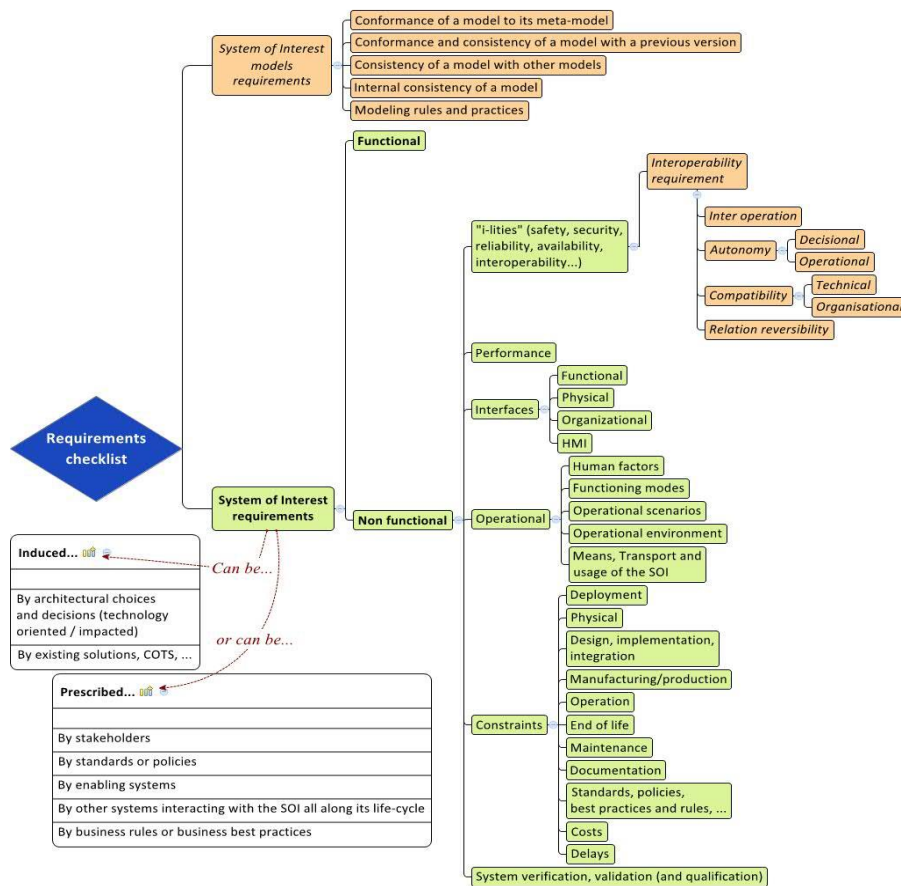 Conformance of a model to its meta-model
Conformance and consistency of a model with a previous version
System of Interest
models
requirements
Consistency of a model with other models
Internal consistency of a model
Modeling rules and practices
Functional
Interoperability
requirement
"i-lities" (safety, security,
reliability, availability,
interoperability...)
Inter operation
Autonomy
Decisional
Operational
Compatibility
Technical
Organisational
Relation reversibility
Performance
Interfaces
Functional
Physical
Organizational
HMI
Requirements
checklist
System of Interest
requirements
Non functional
Operational
Human factors
Functioning modes
Operational scenarios
Operational environment
Means, Transport and
usage of the SOI
Induced...
Can be...
By architectural choices
and decisions (technology
oriented / impacted)
By existing solutions, COTS, ...
or can be...
Prescribed...
By stakeholders
By standards or policies
By enabling systems
By other systems interacting with the SOI all along its life-cycle
By business rules or business best practices
Constraints
Deployment
Physical
Design, implementation,
integration
Manufacturing/production
Operation
End of life
Maintenance
Documentation
Standards, policies,
best practices and rules, ...
Costs
Delays
System verification, validation (and qualification)